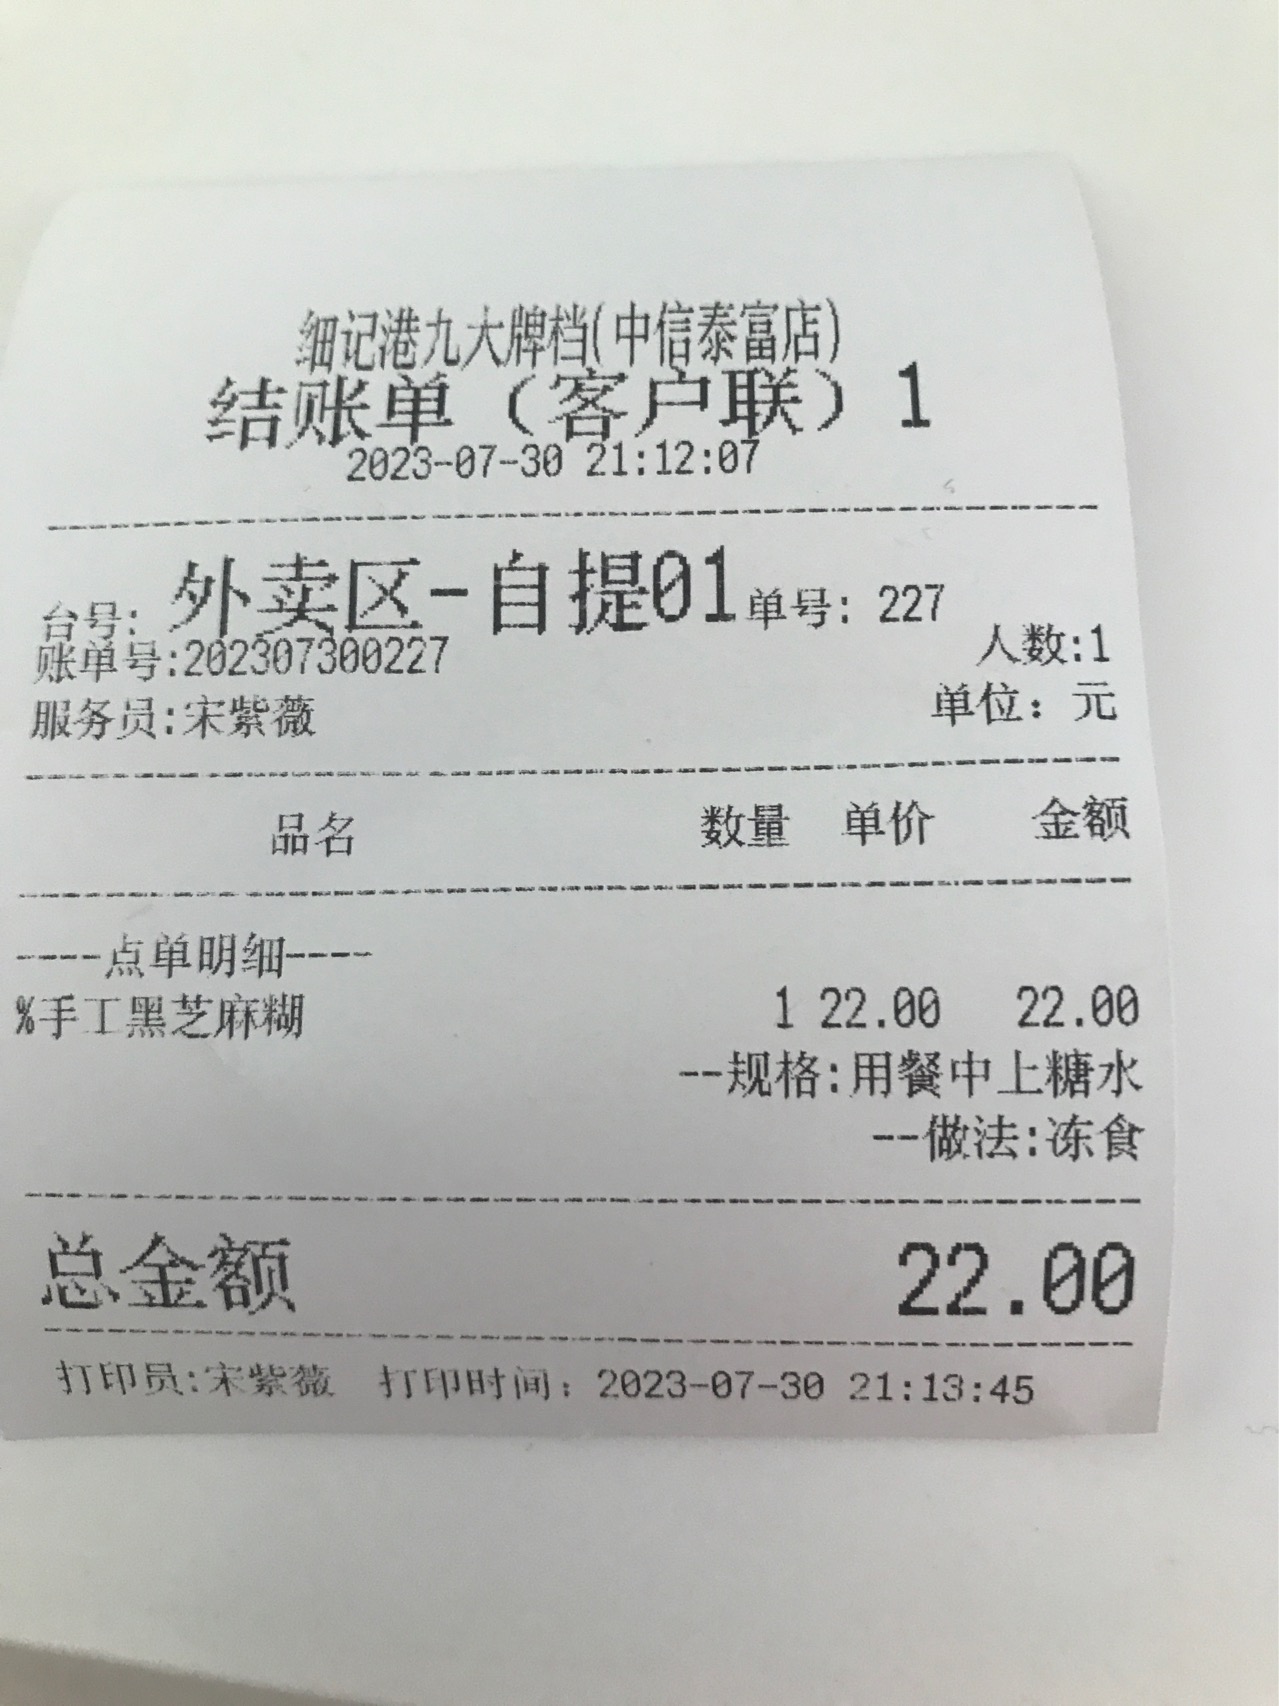 细记港九大牌档(中信泰富店)
结账单（客户联）1
2023-07-30 21:12:07
台号: 外卖区-自提01 单号: 227
账单号:202307300227 人数:1
服务员:宋紫薇 单位：元
品名 数量 单价 金额
----点单明细----
%手工黑芝麻糊 1 22.00 22.00
--规格:用餐中上糖水
--做法:冻食
总金额 22.00
打印员:宋紫薇 打印时间：2023-07-30 21:13:45